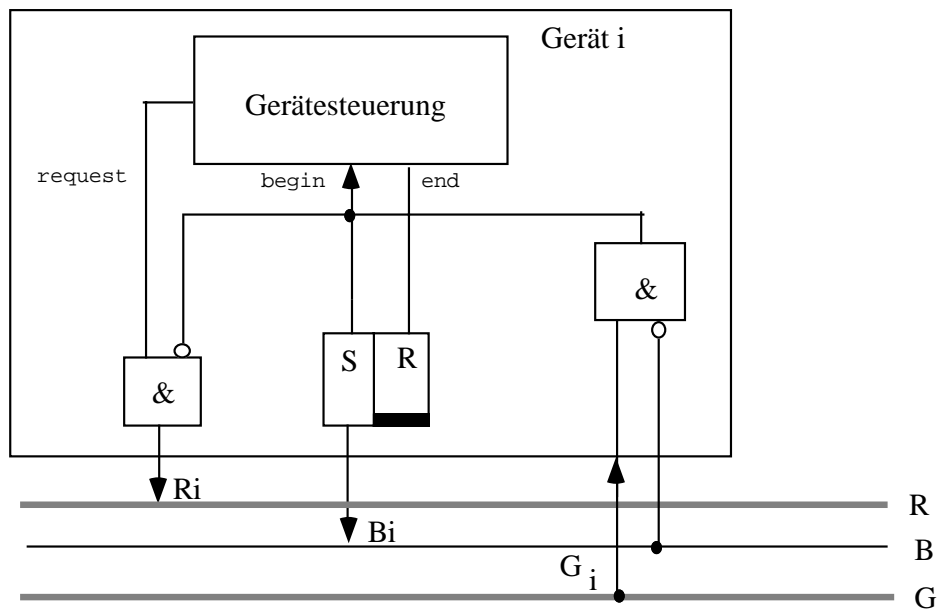 Gerät i
Gerätesteuerung
request
begin
end
&
S
R
&
Ri
R
Bi
B
G i
G